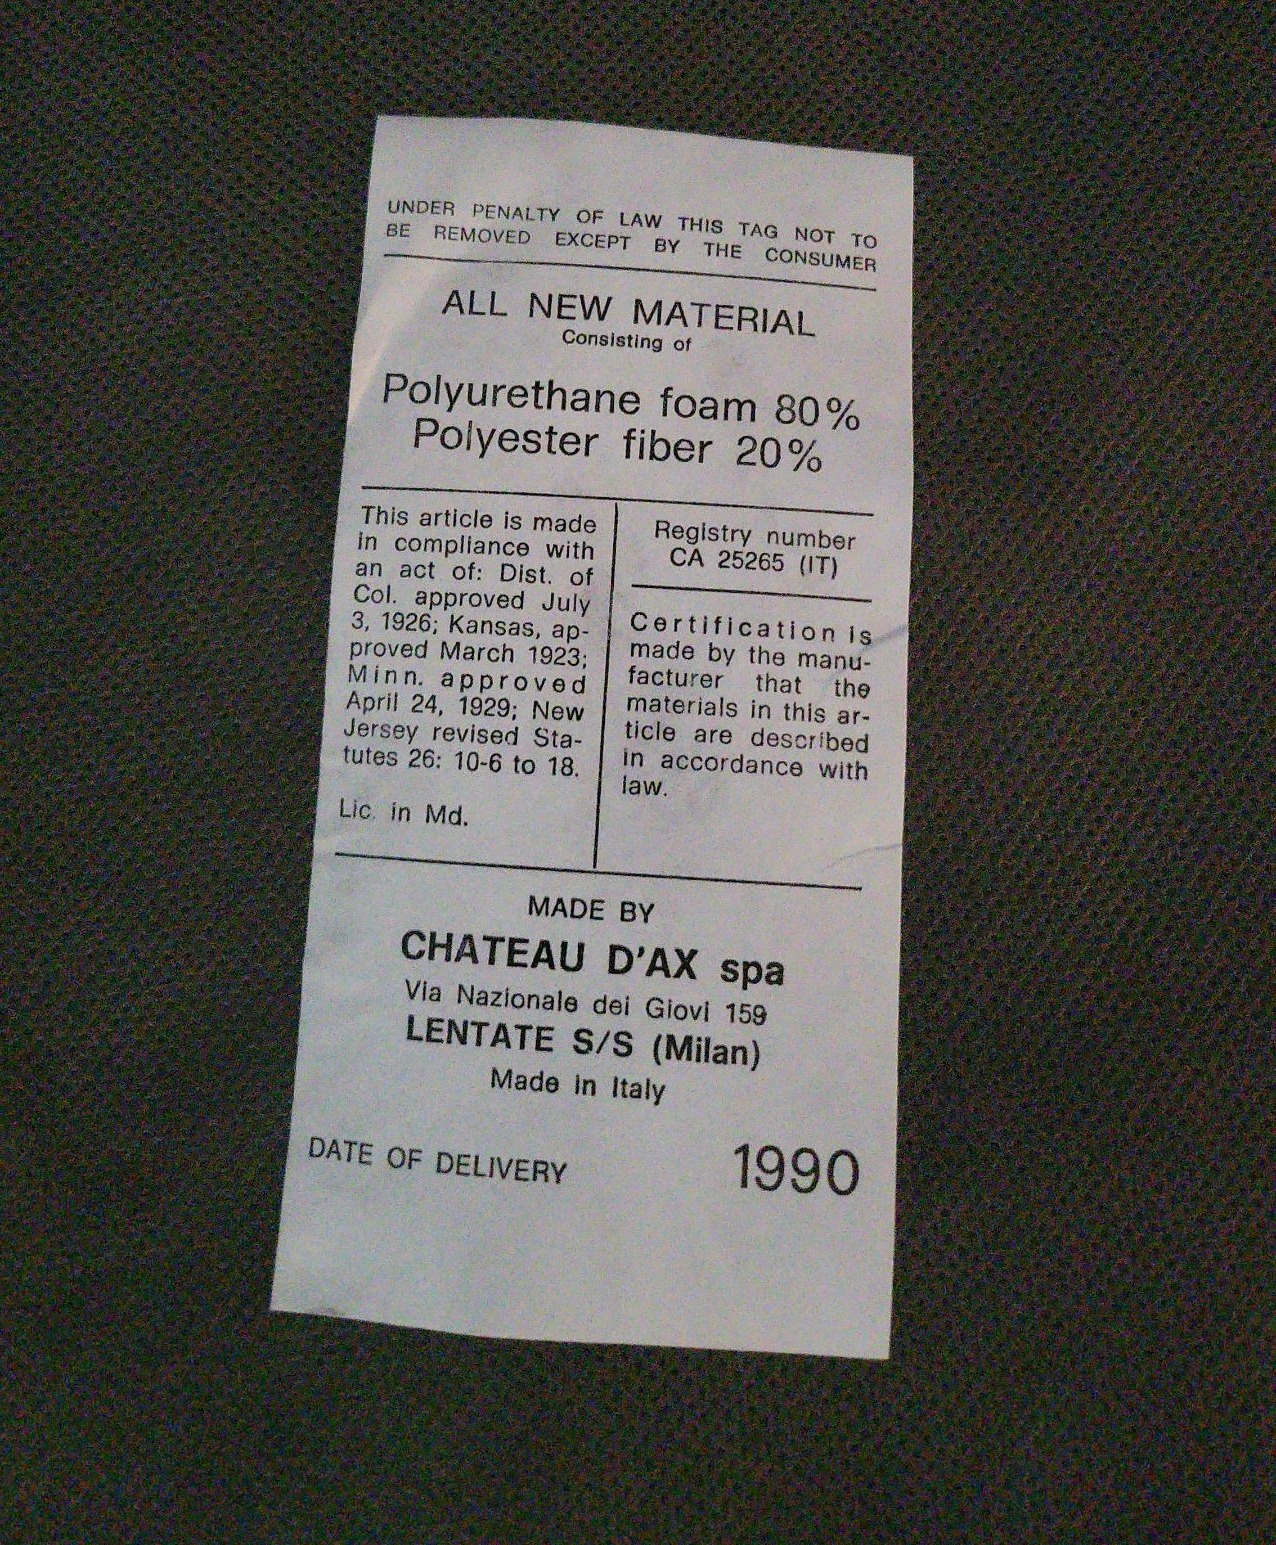 UNDER PENALTY OF LAW THIS TAG NOT TO
BE REMOVED EXCEPT BY THE CONSUMER
ALL NEW MATERIAL
Consisting of
Polyurethane foam 80%
Polyester fiber 20%
This article is made
in compliance with
an act of: Dist. of
Col. approved July
3, 1926; Kansas, ap-
proved March 1923;
Minn. approved
April 24, 1929; New
Jersey revised Sta-
tutes 26: 10-6 to 18.
Lic. in Md.
Registry number
CA 25265 (IT)
Certification is
made by the manu-
facturer that the
materials in this ar-
ticle are described
in accordance with
law.
MADE BY
CHATEAU D'AX spa
Via Nazionale dei Giovi 159
LENTATE S/S (Milan)
Made in Italy
DATE OF DELIVERY 1990